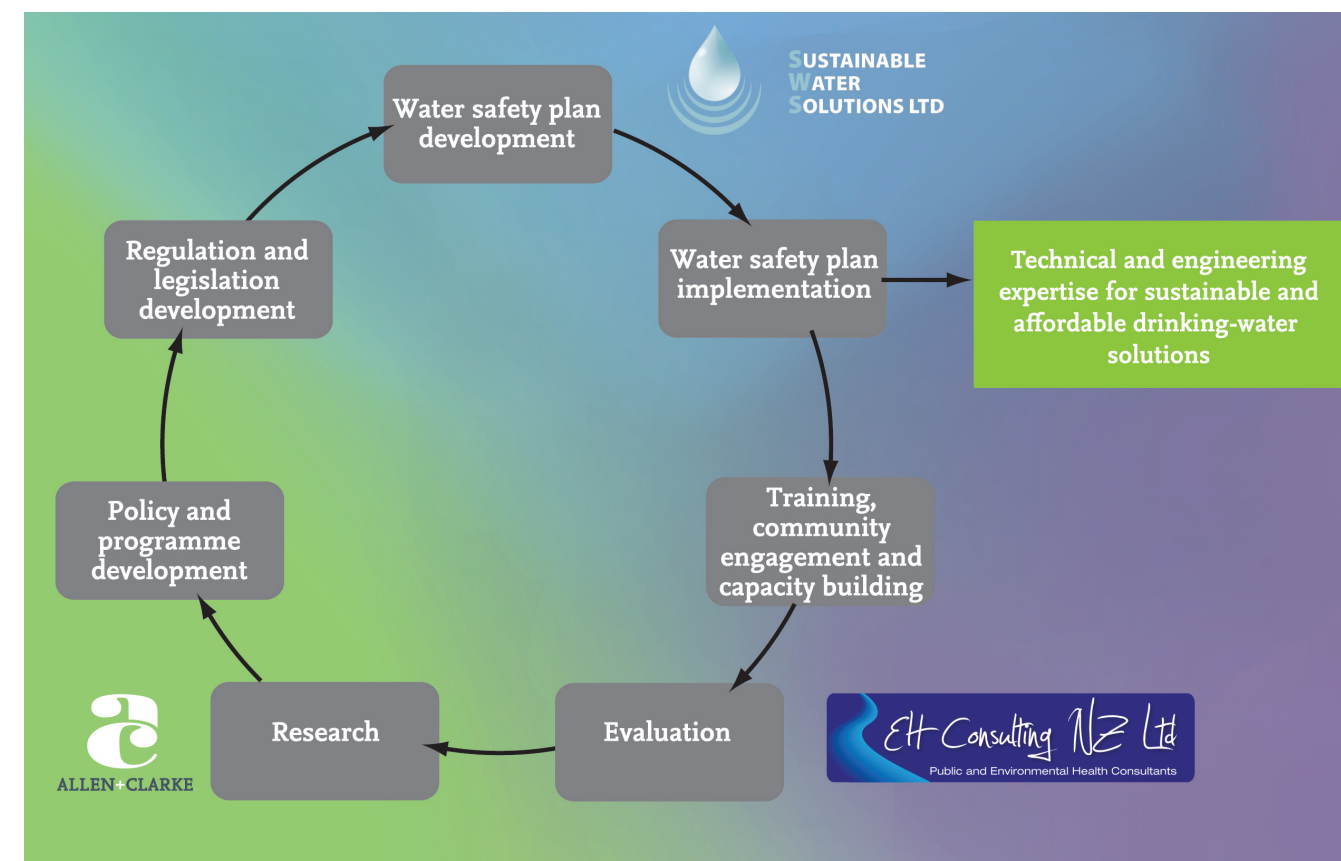 SUSTAINABLE
WATER
SOLUTIONS LTD
Water safety plan
development
Regulation and
legislation
development
Water safety plan
implementation
Technical and engineering
expertise for sustainable and
affordable drinking-water
solutions
Policy and
programme
development
Training,
community
engagement and
capacity building
Research
Evaluation
ac
ALLEN+CLARKE
EH Consulting NZ Ltd
Public and Environmental Health Consultants